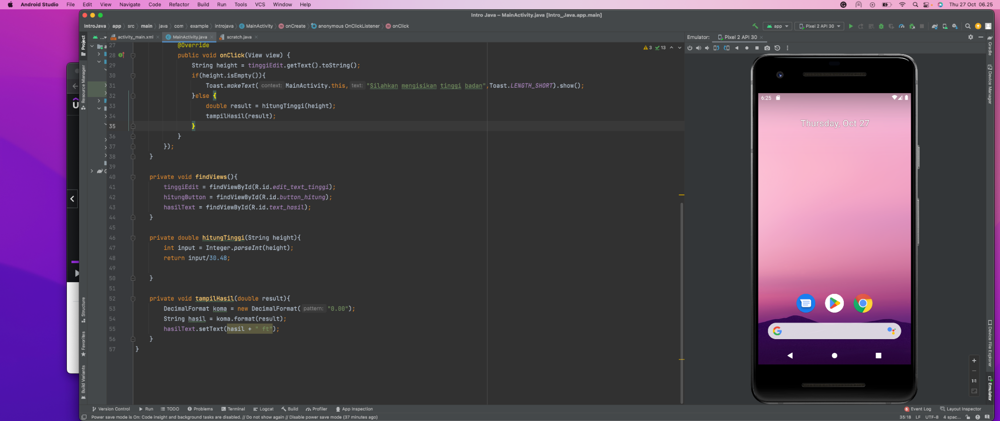 Android Studio File Edit View Navigate Code Refactor Build Run Tools VCS Window Help Thu 27 Oct 06.25
Intro Java – MainActivity.java [Intro_Java.app.main]
IntroJava app src main java com example introjava MainActivity onCreate anonymous OnClickListener onClick app Pixel 2 API 30
... activity_main.xml MainActivity.java scratch.java Emulator: Pixel 2 API 30
Project
Resource Manager
Structure
Favorites
Build Variants
3 13
27 @Override
28 public void onClick(View view) {
29 String height = tinggiEdit.getText().toString();
30 if(height.isEmpty()){
31 Toast.makeText( context: MainActivity.this, text: "Silahkan mengisikan tinggi badan",Toast.LENGTH_SHORT).show();
32 }else {
33 double result = hitungTinggi(height);
34 tampilHasil(result);
35 }
36 }
37 });
38 }
39
40 private void findViews(){
41 tinggiEdit = findViewById(R.id.edit_text_tinggi);
42 hitungButton = findViewById(R.id.button_hitung);
43 hasilText = findViewById(R.id.text_hasil);
44 }
45
46 private double hitungTinggi(String height){
47 int input = Integer.parseInt(height);
48 return input/30.48;
49
50 }
51
52 private void tampilHasil(double result){
53 DecimalFormat koma = new DecimalFormat( pattern: "0.00");
54 String hasil = koma.format(result);
55 hasilText.setText(hasil + " ft");
56 }
57 }
6:25
Thursday, Oct 27
1:1
Gradle
Device Manager
Device File Explorer
Emulator
Version Control Run TODO Problems Terminal Logcat Build Profiler App Inspection 5 Event Log Layout Inspector
Power save mode is On: Code insight and background tasks are disabled. // Do not show again // Disable power save mode (37 minutes ago) 35:18 LF UTF-8 4 spac...